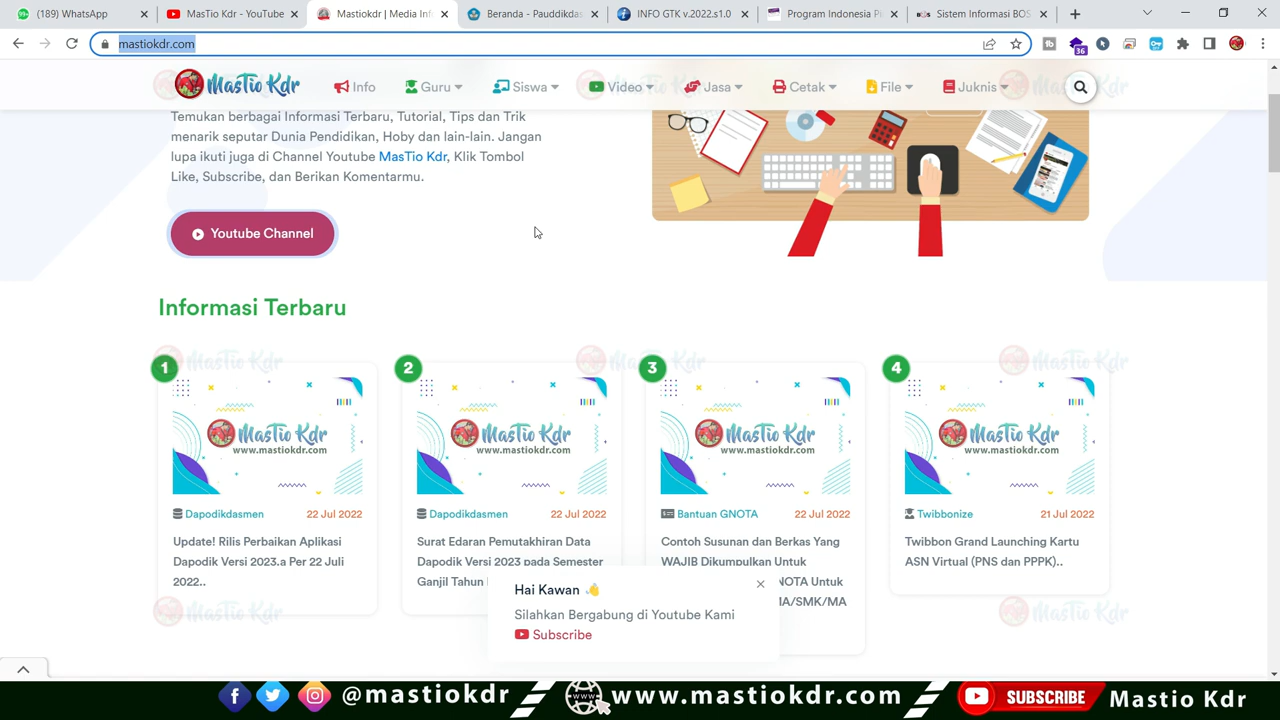 (189) WhatsApp
MasTio Kdr - YouTube
Mastiokdr | Media Inf
Beranda - Pauddikdas
INFO GTK v.2022.s1.0
Program Indonesia P
Sistem Informasi BOS
mastiokdr.com
36
MasTio Kdr
Info
Guru
Siswa
Video
Jasa
Cetak
File
Juknis
Temukan berbagai Informasi Terbaru, Tutorial, Tips dan Trik
menarik seputar Dunia Pendidikan, Hoby dan lain-lain. Jangan
lupa ikuti juga di Channel Youtube MasTio Kdr, Klik Tombol
Like, Subscribe, dan Berikan Komentarmu.
Youtube Channel
Informasi Terbaru
1
MasTio Kdr
www.mastiokdr.com
Dapodikdasmen 22 Jul 2022
Update! Rilis Perbaikan Aplikasi
Dapodik Versi 2023.a Per 22 Juli
2022..
2
MasTio Kdr
www.mastiokdr.com
Dapodikdasmen 22 Jul 2022
Surat Edaran Pemutakhiran Data
Dapodik Versi 2023 pada Semester
Ganjil Tahun
3
MasTio Kdr
www.mastiokdr.com
Bantuan GNOTA 22 Jul 2022
Contoh Susunan dan Berkas Yang
WAJIB Dikumpulkan Untuk
NOTA Untuk
MA/SMK/MA
4
MasTio Kdr
www.mastiokdr.com
Twibbonize 21 Jul 2022
Twibbon Grand Launching Kartu
ASN Virtual (PNS dan PPPK)..
Hai Kawan
Silahkan Bergabung di Youtube Kami
Subscribe
@mastiokdr
www.mastiokdr.com
SUBSCRIBE
Mastio Kdr